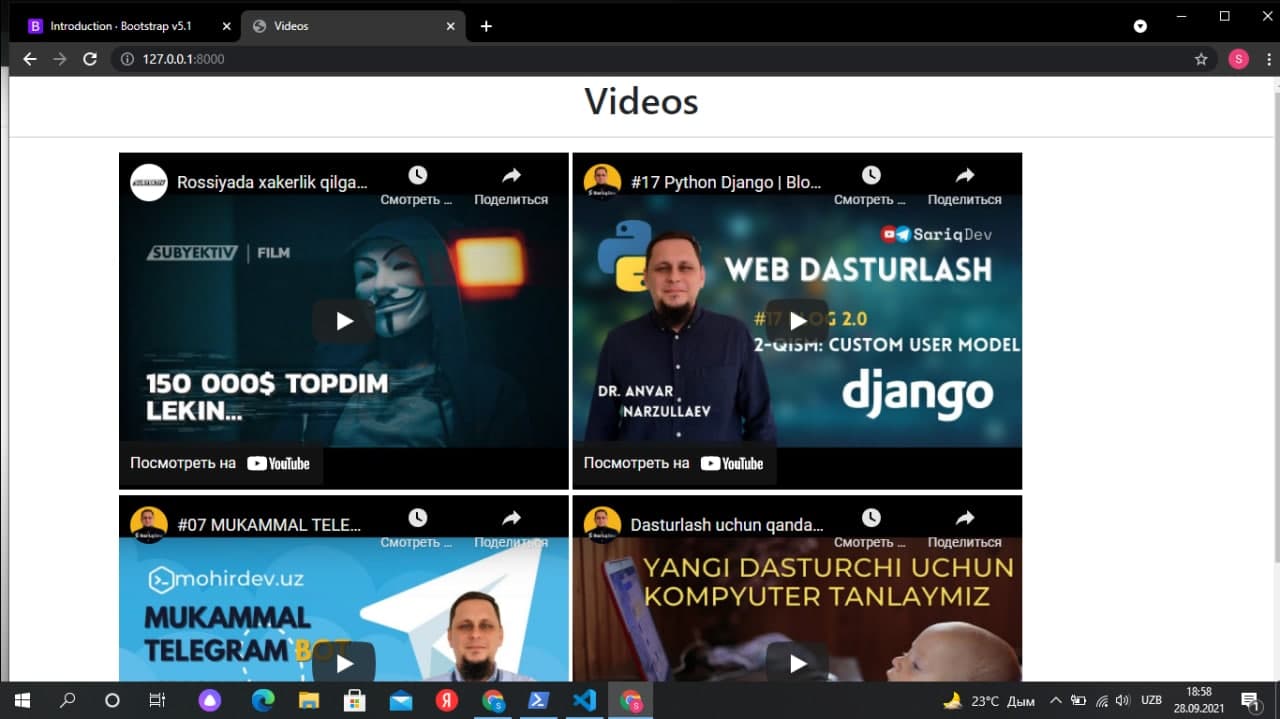 Introduction · Bootstrap v5.1
Videos
127.0.0.1:8000
S
Videos
SUBYEKTIV
Rossiyada xakerlik qilga...
Смотреть ...
Поделиться
SUBYEKTIV | FILM
150 000$ TOPDIM
LEKIN...
Посмотреть на YouTube
#17 Python Django | Blo...
Смотреть ...
Поделиться
SariqDev
WEB DASTURLASH
#17 BLOG 2.0
2-QISM: CUSTOM USER MODEL
DR. ANVAR
NARZULLAEV
django
Посмотреть на YouTube
#07 MUKAMMAL TELE...
Смотреть ...
Поделиться
mohirdev.uz
MUKAMMAL
TELEGRAM BOT
Dasturlash uchun qanda...
Смотреть ...
Поделиться
YANGI DASTURCHI UCHUN
KOMPYUTER TANLAYMIZ
23°C Дым
UZB
18:58
28.09.2021
1